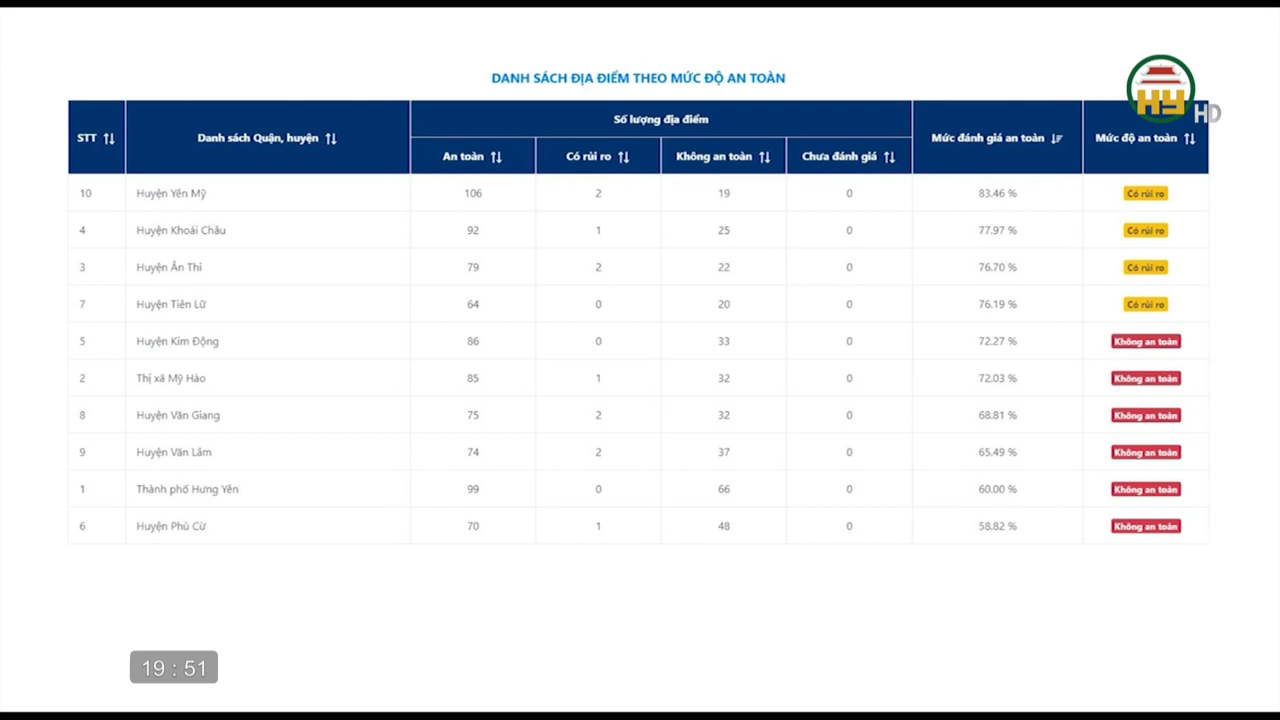 HY HD
DANH SÁCH ĐỊA ĐIỂM THEO MỨC ĐỘ AN TOÀN
STT Danh sách Quận, huyện Số lượng địa điểm Mức đánh giá an toàn Mức độ an toàn
An toàn Có rủi ro Không an toàn Chưa đánh giá
10 Huyện Yên Mỹ 106 2 19 0 83.46 % Có rủi ro
4 Huyện Khoái Châu 92 1 25 0 77.97 % Có rủi ro
3 Huyện Ân Thi 79 2 22 0 76.70 % Có rủi ro
7 Huyện Tiên Lữ 64 0 20 0 76.19 % Có rủi ro
5 Huyện Kim Động 86 0 33 0 72.27 % Không an toàn
2 Thị xã Mỹ Hào 85 1 32 0 72.03 % Không an toàn
8 Huyện Văn Giang 75 2 32 0 68.81 % Không an toàn
9 Huyện Văn Lâm 74 2 37 0 65.49 % Không an toàn
1 Thành phố Hưng Yên 99 0 66 0 60.00 % Không an toàn
6 Huyện Phù Cừ 70 1 48 0 58.82 % Không an toàn
19 : 51